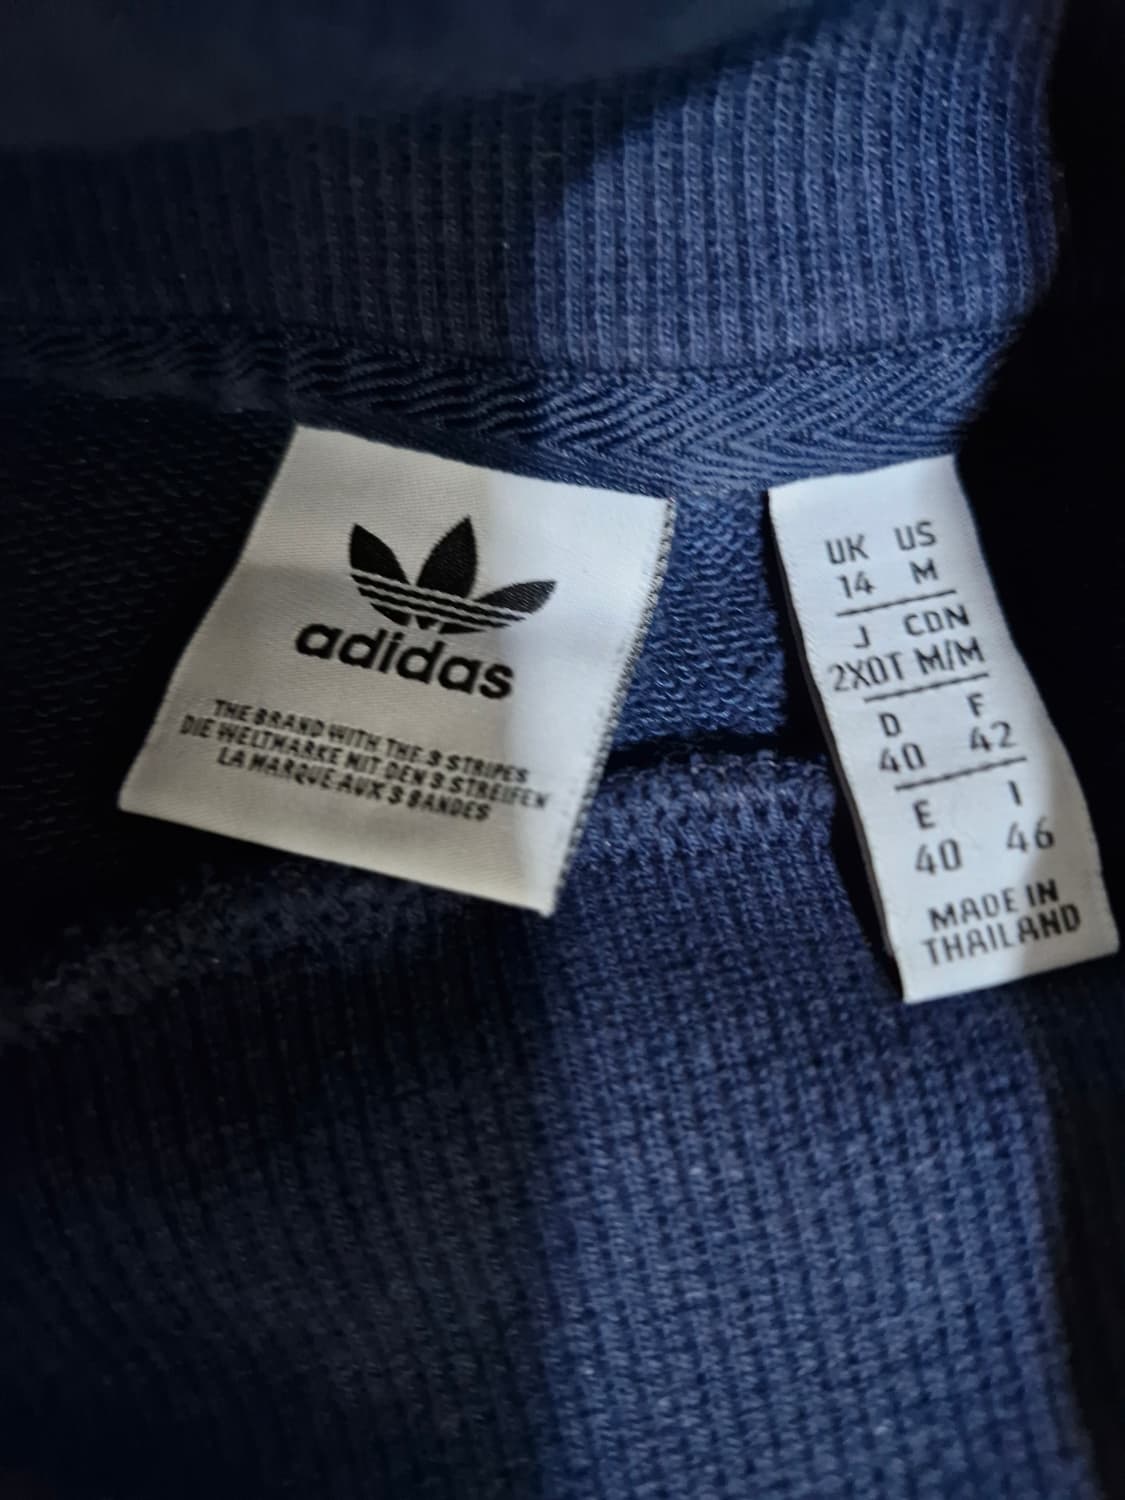 adidas
THE BRAND WITH THE 3 STRIPES
DIE WELTMARKE MIT DEN 3 STREIFEN
LA MARQUE AUX 3 BANDES
UK US
14 M
J CDN
2XOT M/M
D F
40 42
E I
40 46
MADE IN
THAILAND